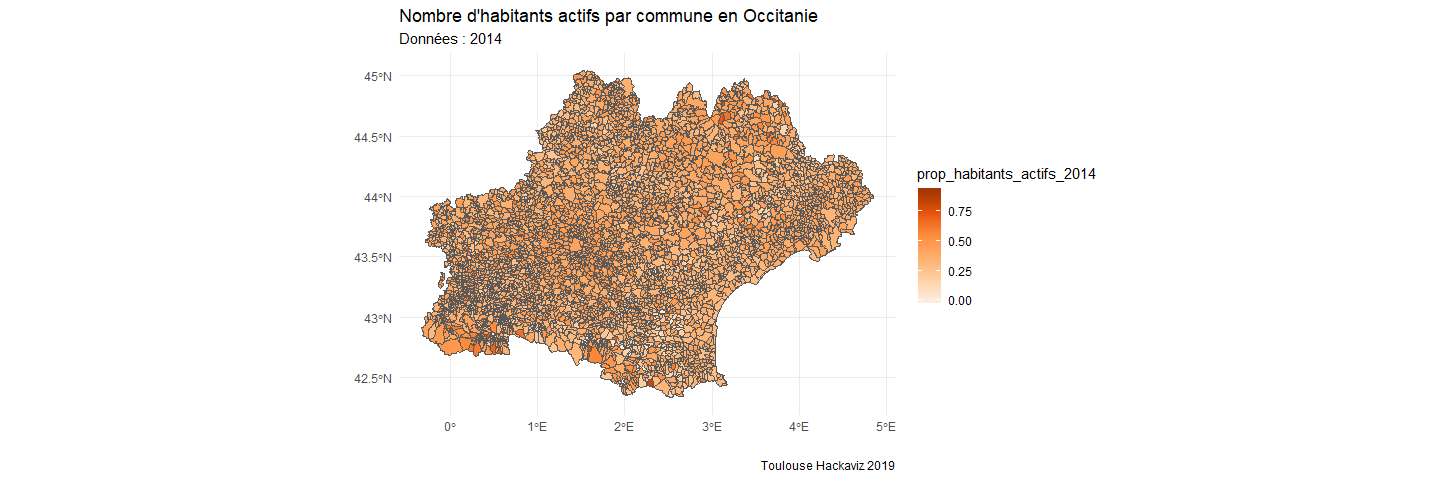 Nombre d'habitants actifs par commune en Occitanie
Données : 2014
45°N
44.5°N
44°N
43.5°N
43°N
42.5°N
0°
1°E
2°E
3°E
4°E
5°E
prop_habitants_actifs_2014
0.75
0.50
0.25
0.00
Toulouse Hackaviz 2019